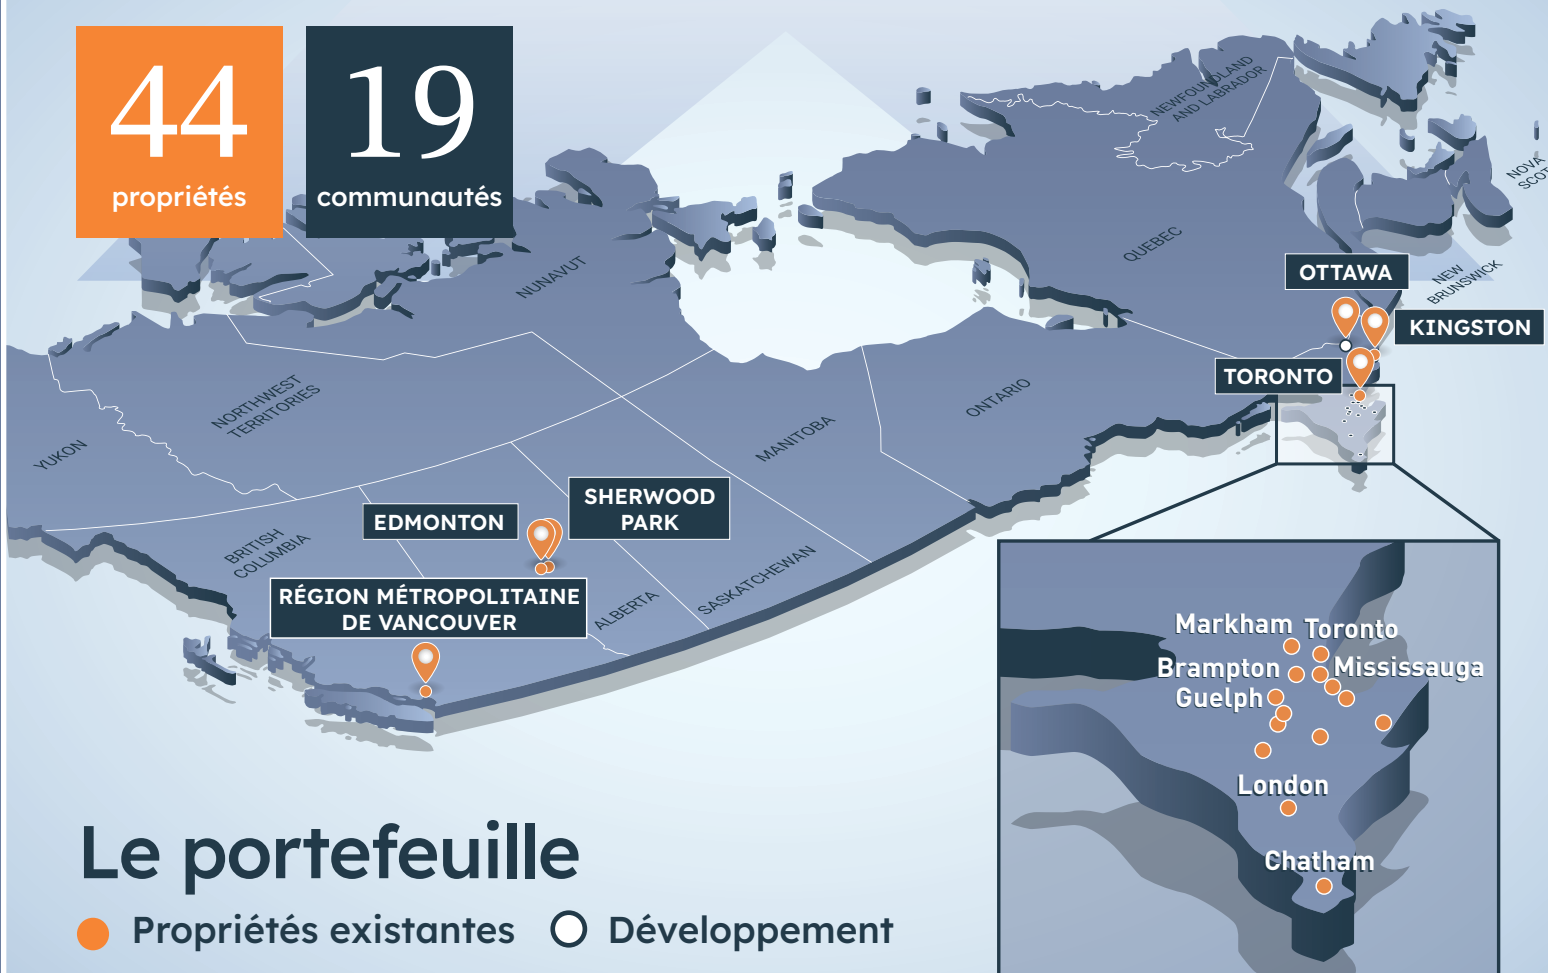 44
propriétés
19
communautés
NEWFOUNDLAND
AND LABRADOR
NOVA
QUEBEC
NEW
BRUNSWICK
OTTAWA
KINGSTON
TORONTO
NUNAVUT
NORTHWEST
TERRITORIES
YUKON
ONTARIO
MANITOBA
SHERWOOD
PARK
EDMONTON
BRITISH
COLUMBIA
SASKATCHEWAN
ALBERTA
RÉGION MÉTROPOLITAINE
DE VANCOUVER
Markham
Toronto
Brampton
Mississauga
Guelph
London
Chatham
Le portefeuille
Propriétés existantes
Développement